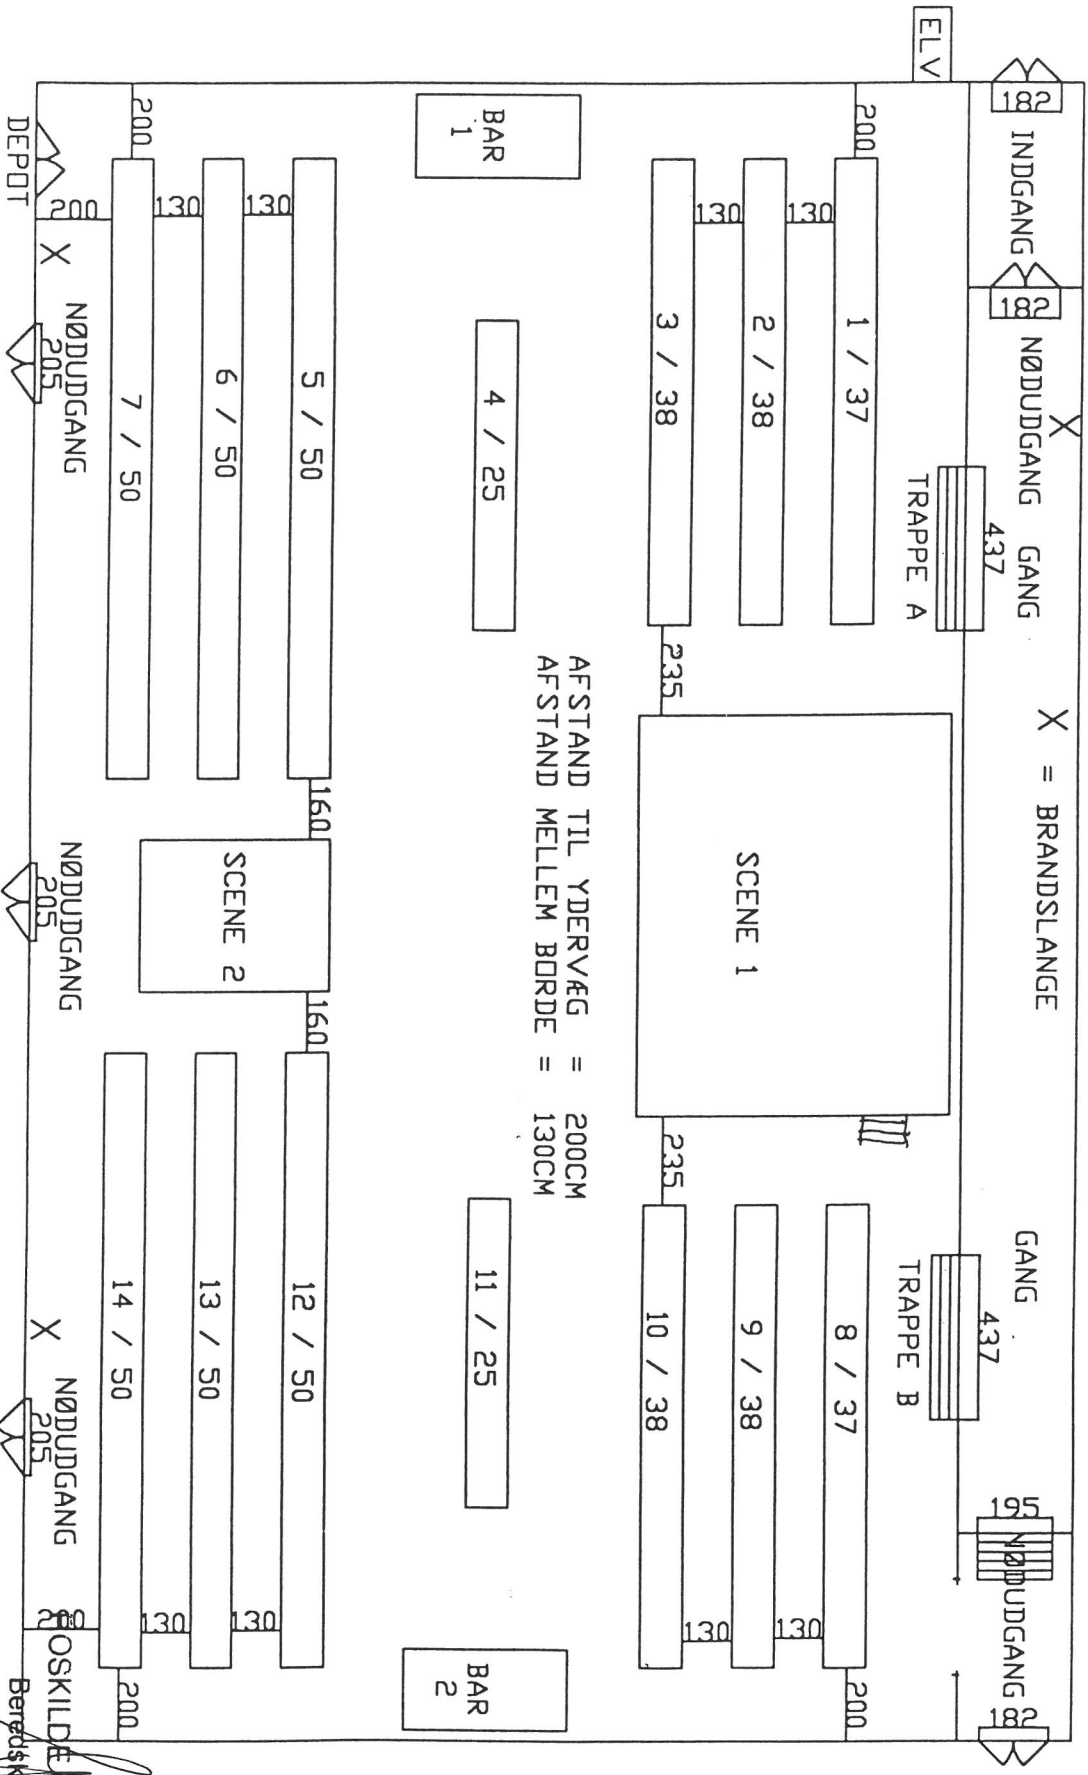 ELV
182
INDGANG
182
NØDUDGANG GANG
X
437
TRAPPE A
X = BRANDSLANGE
GANG
437
TRAPPE B
195
NØDUDGANG
182
200
BAR
1
200
130
130
1 / 37
2 / 38
3 / 38
235
SCENE 1
235
8 / 37
9 / 38
10 / 38
130
130
200
4 / 25
AFSTAND TIL YDERVÆG = 200CM
AFSTAND MELLEM BORDE = 130CM
11 / 25
BAR
2
130
130
200
5 / 50
6 / 50
7 / 50
160
SCENE 2
160
12 / 50
13 / 50
14 / 50
130
130
200
200
DEPOT
X
NØDUDGANG
205
NØDUDGANG
205
X
NØDUDGANG
205
ROSKILDE
Beredsk